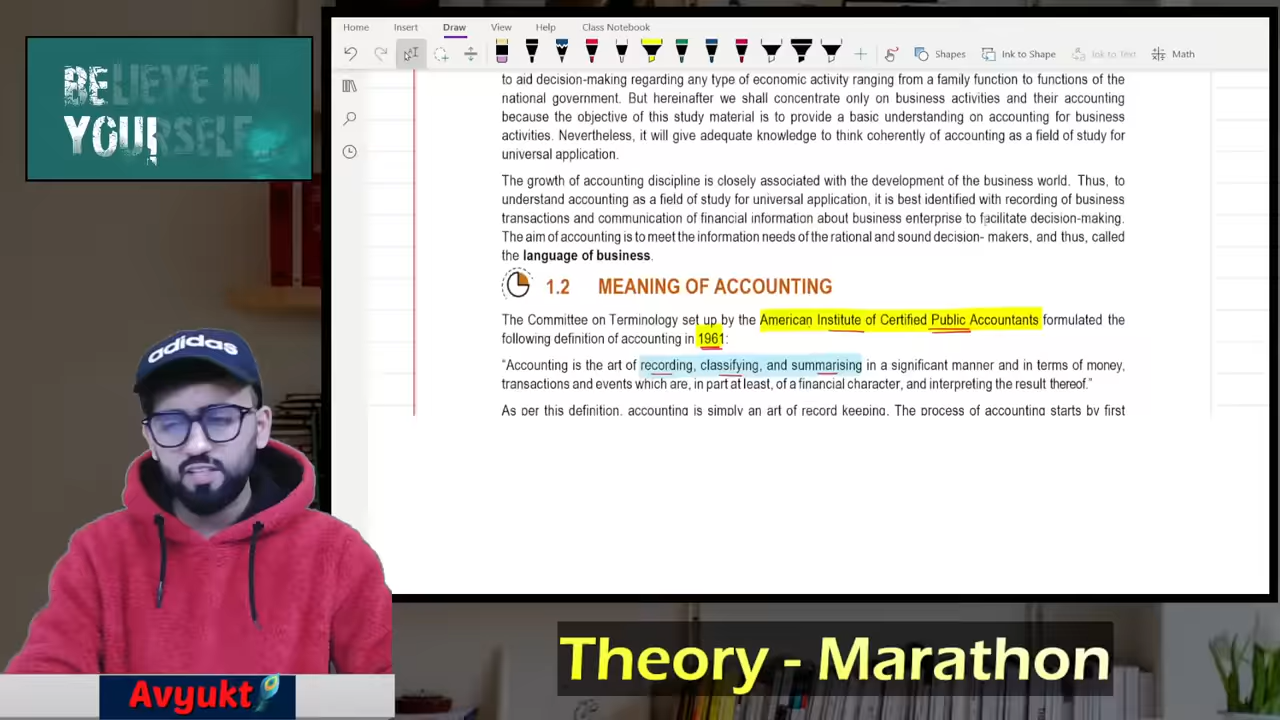 BELIEVE IN
YOURSELF...
Home Insert Draw View Help Class Notebook
Shapes Ink to Shape Ink to Text Math
to aid decision-making regarding any type of economic activity ranging from a family function to functions of the
national government. But hereinafter we shall concentrate only on business activities and their accounting
because the objective of this study material is to provide a basic understanding on accounting for business
activities. Nevertheless, it will give adequate knowledge to think coherently of accounting as a field of study for
universal application.
The growth of accounting discipline is closely associated with the development of the business world. Thus, to
understand accounting as a field of study for universal application, it is best identified with recording of business
transactions and communication of financial information about business enterprise to facilitate decision-making.
The aim of accounting is to meet the information needs of the rational and sound decision- makers, and thus, called
the language of business.
1.2 MEANING OF ACCOUNTING
The Committee on Terminology set up by the American Institute of Certified Public Accountants formulated the
following definition of accounting in 1961:
“Accounting is the art of recording, classifying, and summarising in a significant manner and in terms of money,
transactions and events which are, in part at least, of a financial character, and interpreting the result thereof.”
As per this definition, accounting is simply an art of record keeping. The process of accounting starts by first
adidas
Avyukt
Theory - Marathon